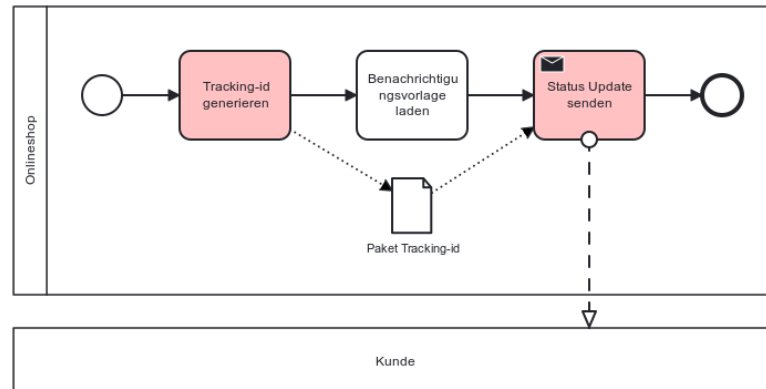 Onlineshop
Tracking-id
generieren
Benachrichtigu
ngsvorlage
laden
Status Update
senden
Paket Tracking-id
Kunde